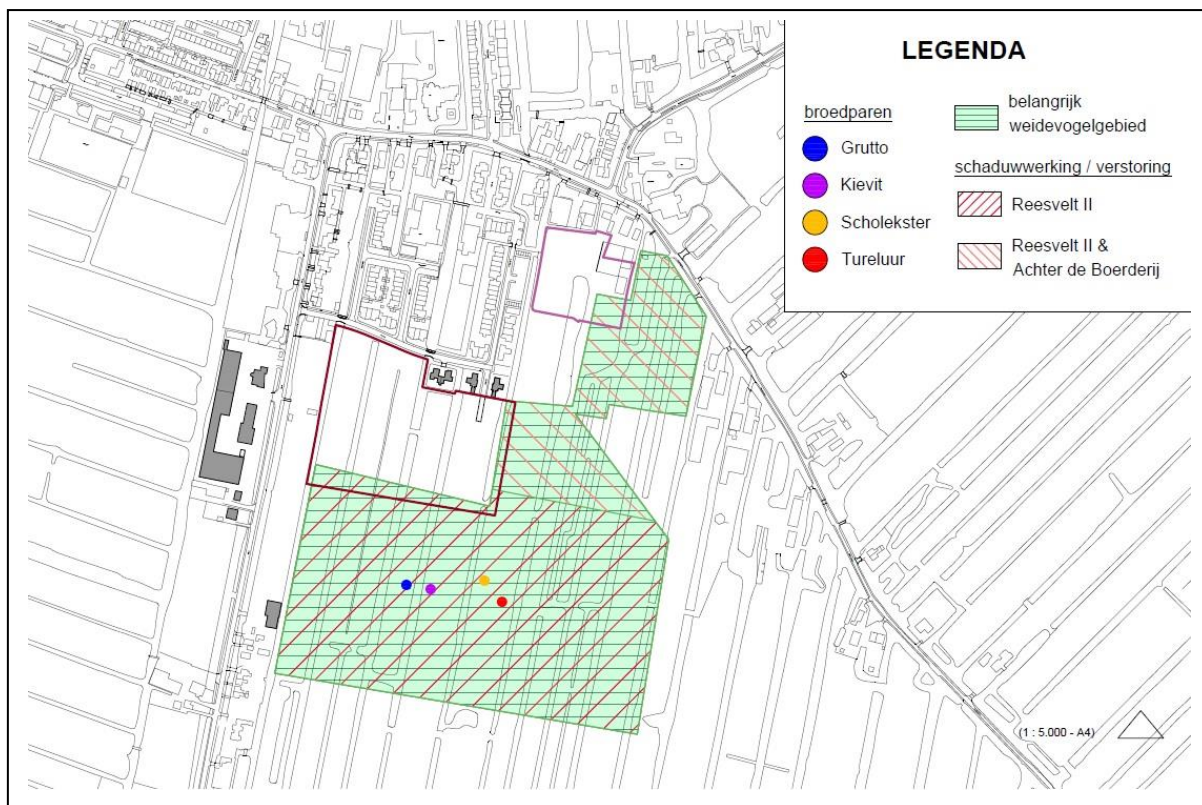 LEGENDA
broedparen
Grutto
Kievit
Scholekster
Tureluur
belangrijk
weidevogelgebied
schaduwwerking / verstoring
Reesvelt II
Reesvelt II &
Achter de Boerderij
(1 : 5.000 - A4)